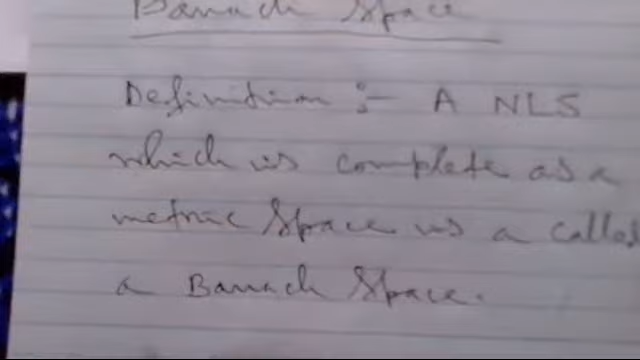 Banach Space
Definition :- A NLS
which is complete as a
metric space is a called
a Banach Space.